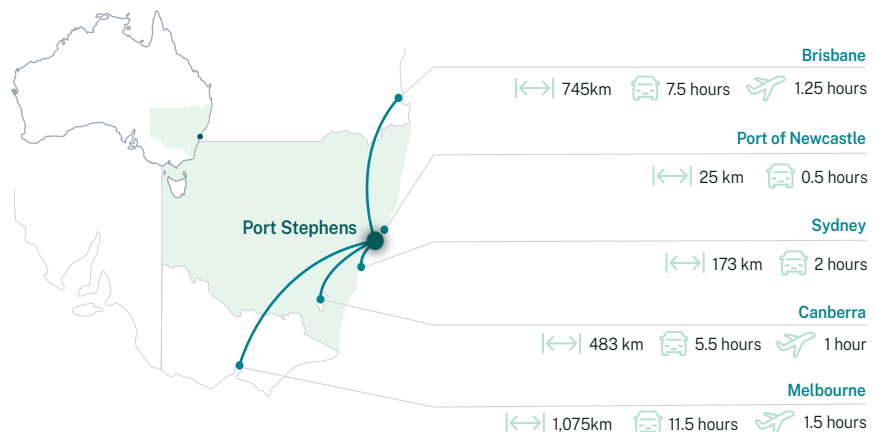 Brisbane
745km 7.5 hours 1.25 hours
Port of Newcastle
25 km 0.5 hours
Port Stephens
Sydney
173 km 2 hours
Canberra
483 km 5.5 hours 1 hour
Melbourne
1,075km 11.5 hours 1.5 hours